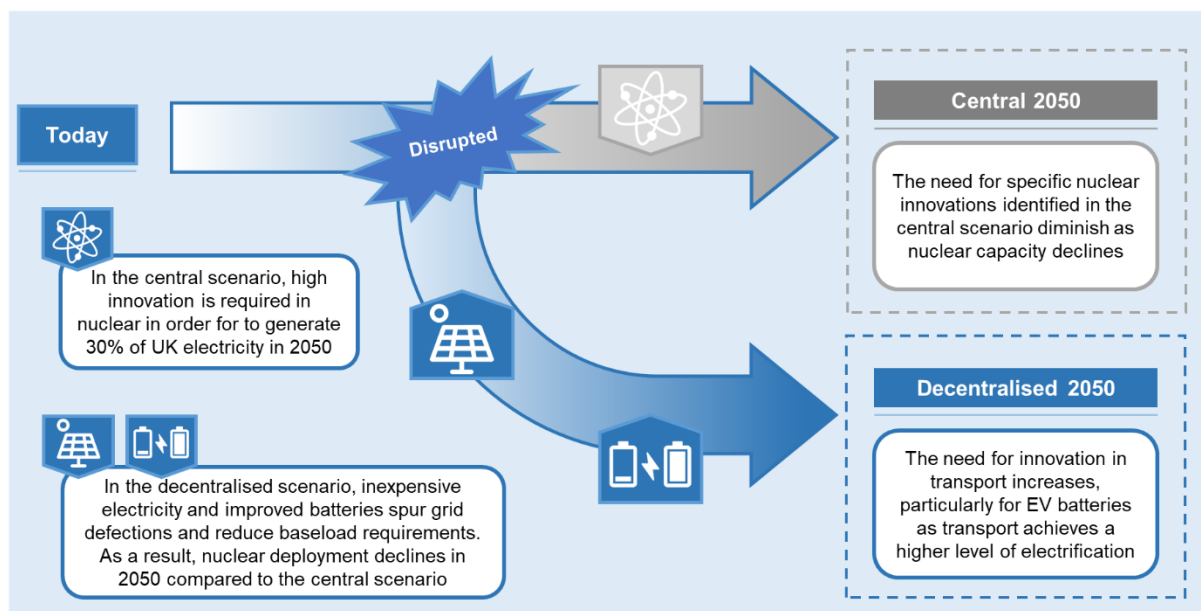 Today
Disrupted
In the central scenario, high
innovation is required in
nuclear in order for to generate
30% of UK electricity in 2050
In the decentralised scenario, inexpensive
electricity and improved batteries spur grid
defections and reduce baseload requirements.
As a result, nuclear deployment declines in
2050 compared to the central scenario
Central 2050
The need for specific nuclear
innovations identified in the
central scenario diminish as
nuclear capacity declines
Decentralised 2050
The need for innovation in
transport increases,
particularly for EV batteries
as transport achieves a
higher level of electrification